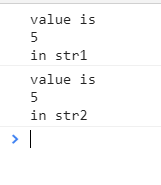 value is
5
in str1
value is
5
in str2
>